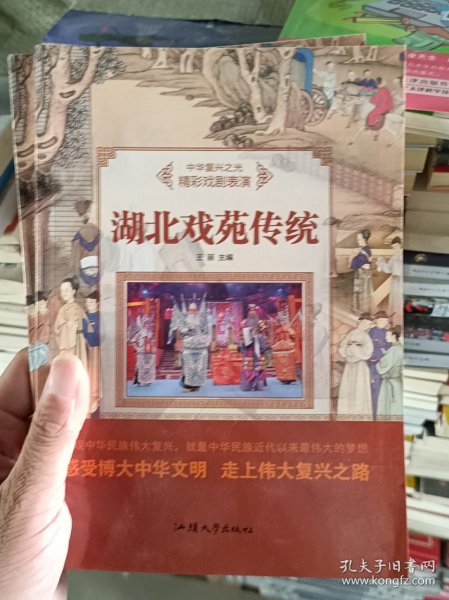 中华复兴之光
精彩戏剧表演
湖北戏苑传统
王丽 主编
现中华民族伟大复兴，就是中华民族近代以来最伟大的梦想
感受博大中华文明 走上伟大复兴之路
汕头大学出版社
孔夫子旧书网
www.kongfz.com